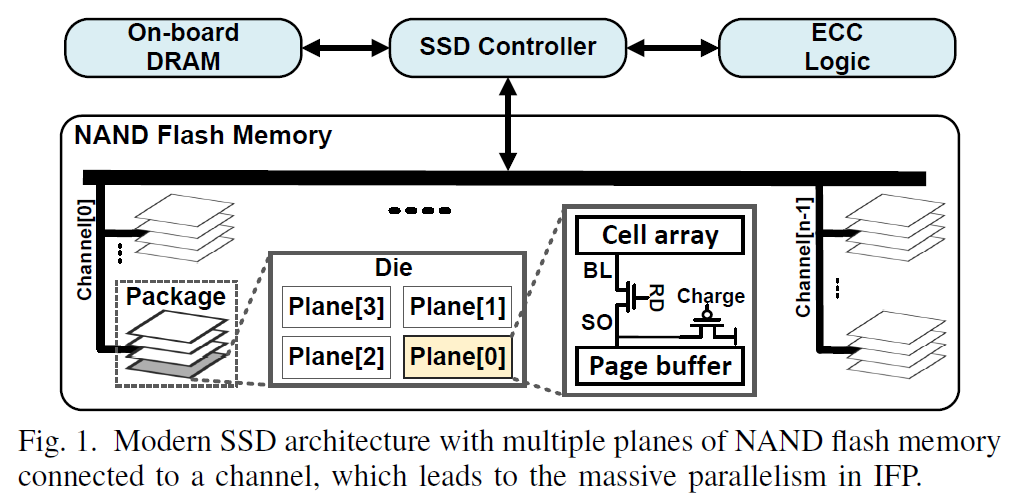 On-board
DRAM
SSD Controller
ECC
Logic
NAND Flash Memory
Channel[0]
Package
Die
Plane[3]
Plane[1]
Plane[2]
Plane[0]
Cell array
BL
RD
Charge
SO
Page buffer
Channel[n-1]
Fig. 1. Modern SSD architecture with multiple planes of NAND flash memory
connected to a channel, which leads to the massive parallelism in IFP.